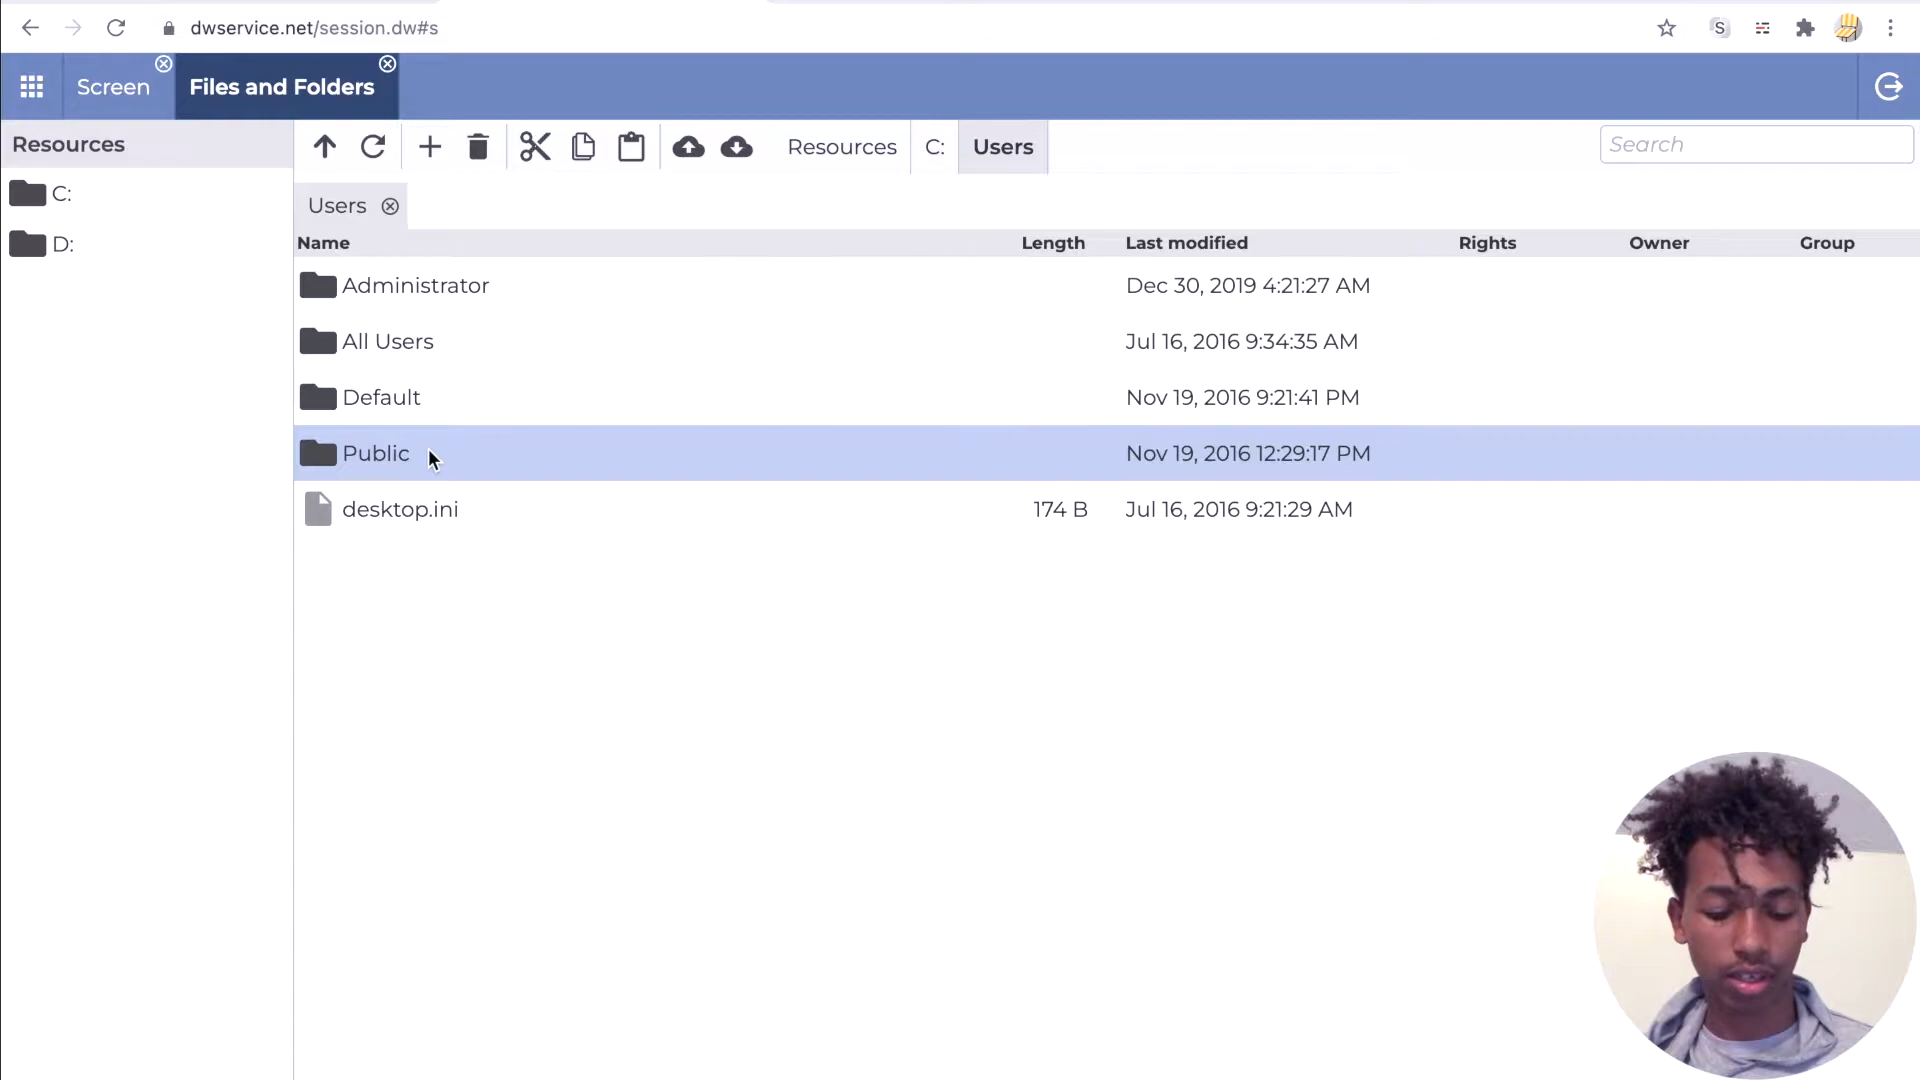 dwservice.net/session.dw#s
S
Screen
Files and Folders
Resources
C:
D:
Resources C: Users
Search
Users
Name Length Last modified Rights Owner Group
Administrator Dec 30, 2019 4:21:27 AM
All Users Jul 16, 2016 9:34:35 AM
Default Nov 19, 2016 9:21:41 PM
Public Nov 19, 2016 12:29:17 PM
desktop.ini 174 B Jul 16, 2016 9:21:29 AM